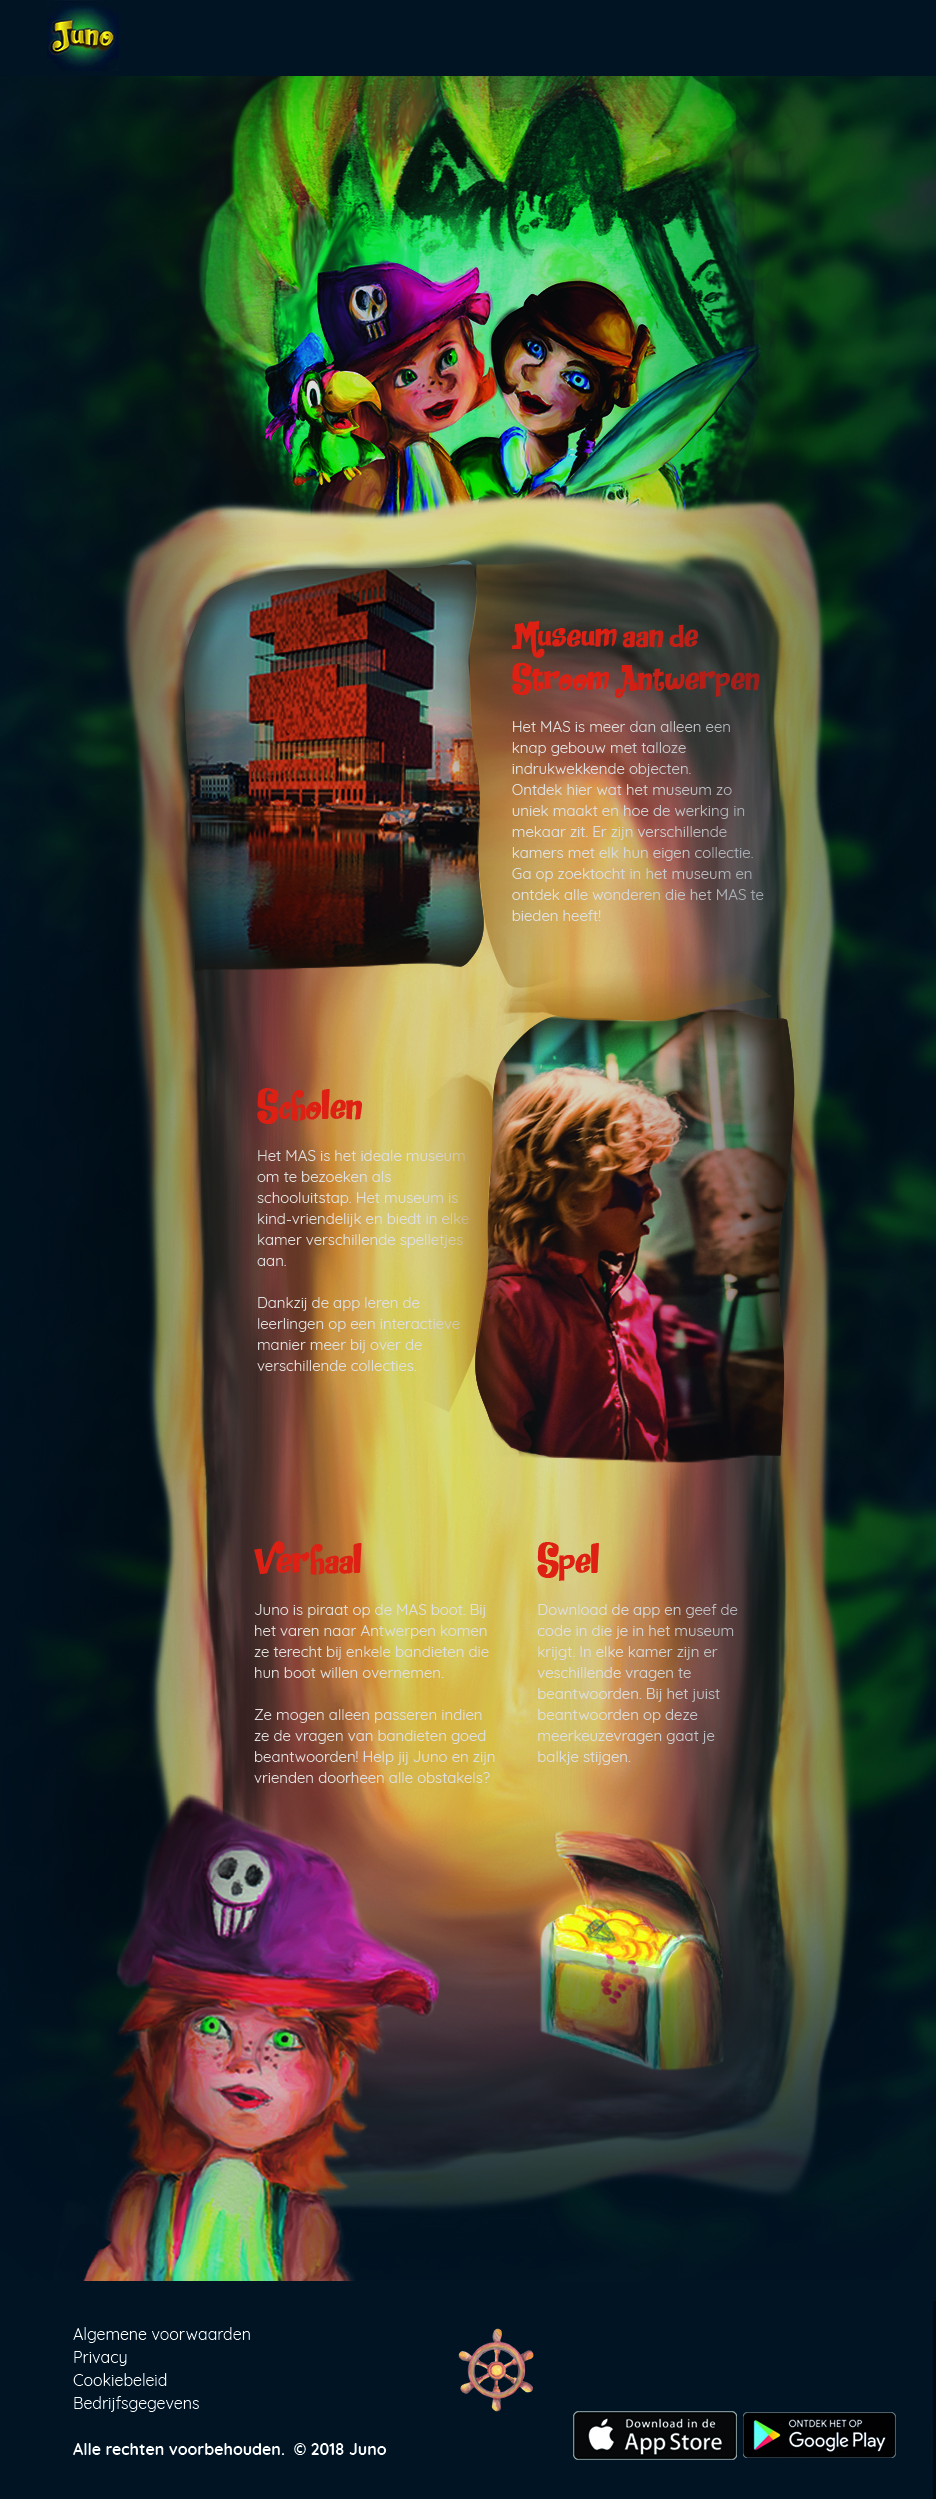 Juno
Museum aan de
Stroom Antwerpen
Het MAS is meer dan alleen een
knap gebouw met talloze
indrukwekkende objecten.
Ontdek hier wat het museum zo
uniek maakt en hoe de werking in
mekaar zit. Er zijn verschillende
kamers met elk hun eigen collectie.
Ga op zoektocht in het museum en
ontdek alle wonderen die het MAS te
bieden heeft!
Scholen
Het MAS is het ideale museum
om te bezoeken als
schooluitstap. Het museum is
kind-vriendelijk en biedt in elke
kamer verschillende spelletjes
aan.
Dankzij de app leren de
leerlingen op een interactieve
manier meer bij over de
verschillende collecties.
Verhaal
Juno is piraat op de MAS boot. Bij
het varen naar Antwerpen komen
ze terecht bij enkele bandieten die
hun boot willen overnemen.
Ze mogen alleen passeren indien
ze de vragen van bandieten goed
beantwoorden! Help jij Juno en zijn
vrienden doorheen alle obstakels?
Spel
Download de app en geef de
code in die je in het museum
krijgt. In elke kamer zijn er
veschillende vragen te
beantwoorden. Bij het juist
beantwoorden op deze
meerkeuzevragen gaat je
balkje stijgen.
Algemene voorwaarden
Privacy
Cookiebeleid
Bedrijfsgegevens
Alle rechten voorbehouden. © 2018 Juno
Download in de
App Store
ONTDEK HET OP
Google Play